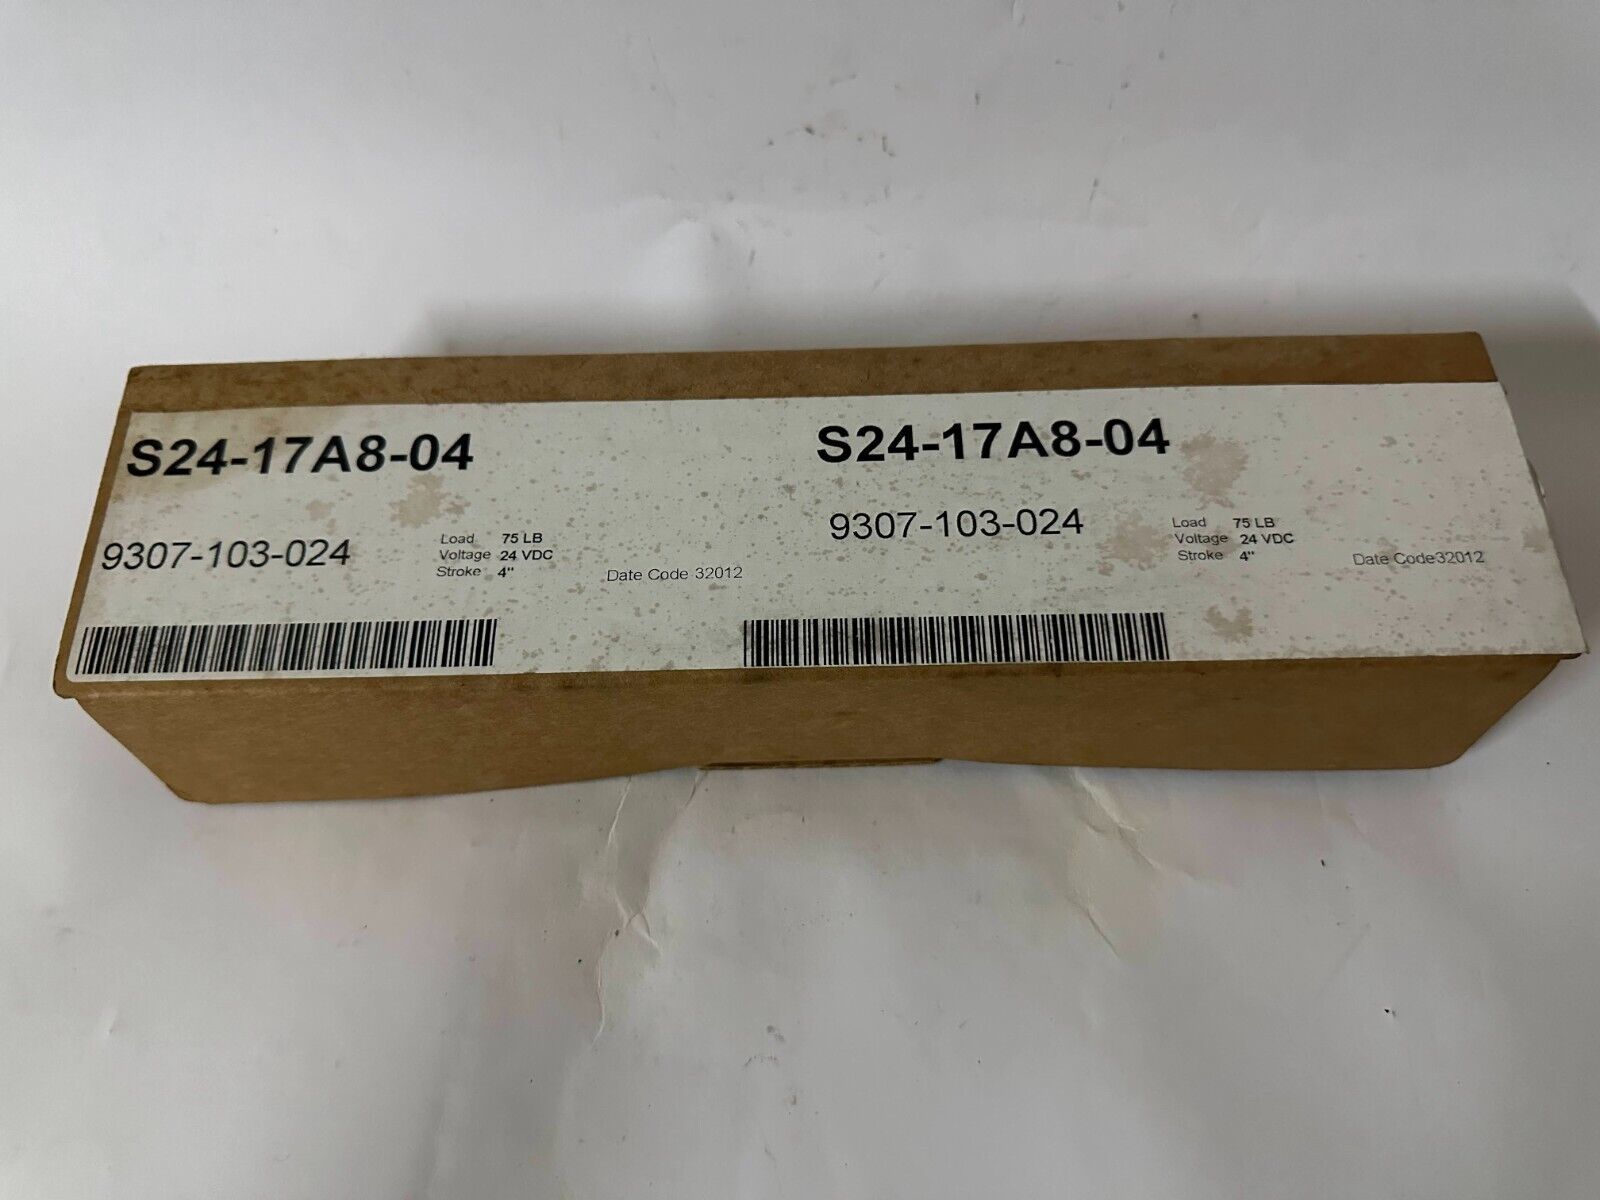 S24-17A8-04
9307-103-024
Load 75 LB
Voltage 24 VDC
Stroke 4"
Date Code 32012
S24-17A8-04
9307-103-024
Load 75 LB
Voltage 24 VDC
Stroke 4"
Date Code32012